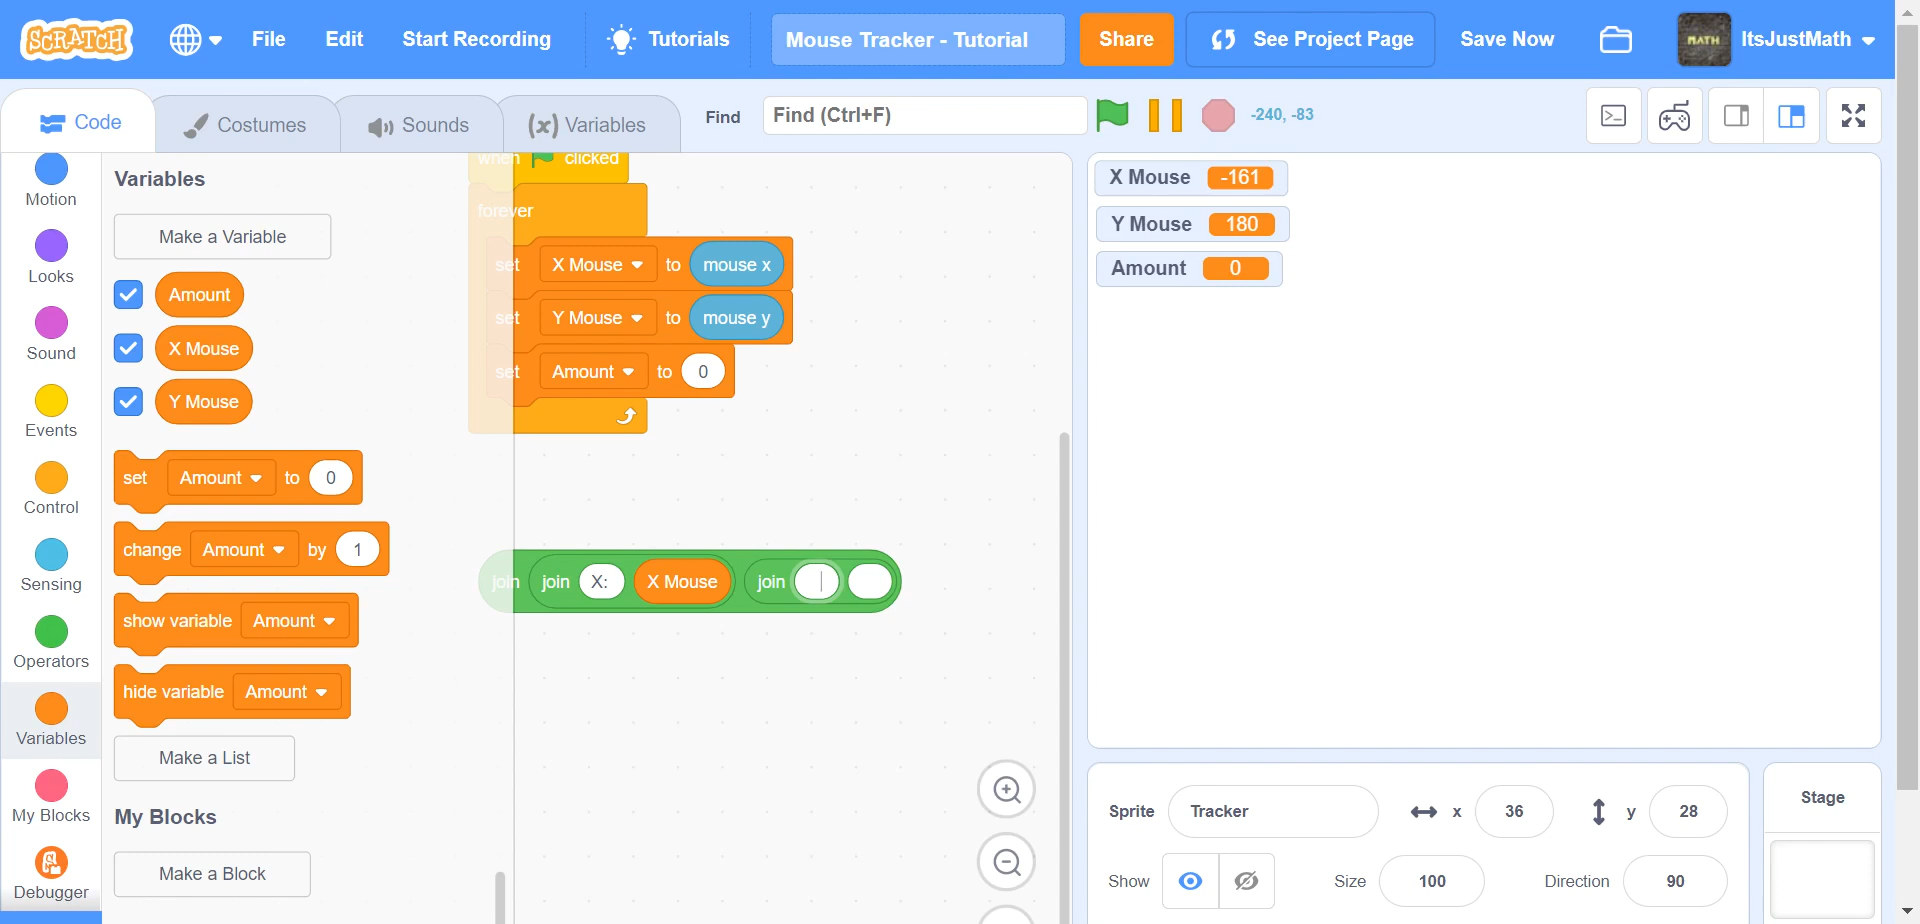 SCRATCH File Edit Start Recording Tutorials Mouse Tracker - Tutorial Share See Project Page Save Now MATH ItsJustMath
Code Costumes Sounds (x) Variables Find Find (Ctrl+F) -240, -83
Motion
Looks
Sound
Events
Control
Sensing
Operators
Variables
My Blocks
Debugger
Variables
Make a Variable
Amount
X Mouse
Y Mouse
set Amount to 0
change Amount by 1
show variable Amount
hide variable Amount
Make a List
My Blocks
Make a Block
when clicked
forever
set X Mouse to mouse x
set Y Mouse to mouse y
set Amount to 0
join join X: X Mouse join
X Mouse -161
Y Mouse 180
Amount 0
Sprite Tracker x 36 y 28
Show Size 100 Direction 90
Stage